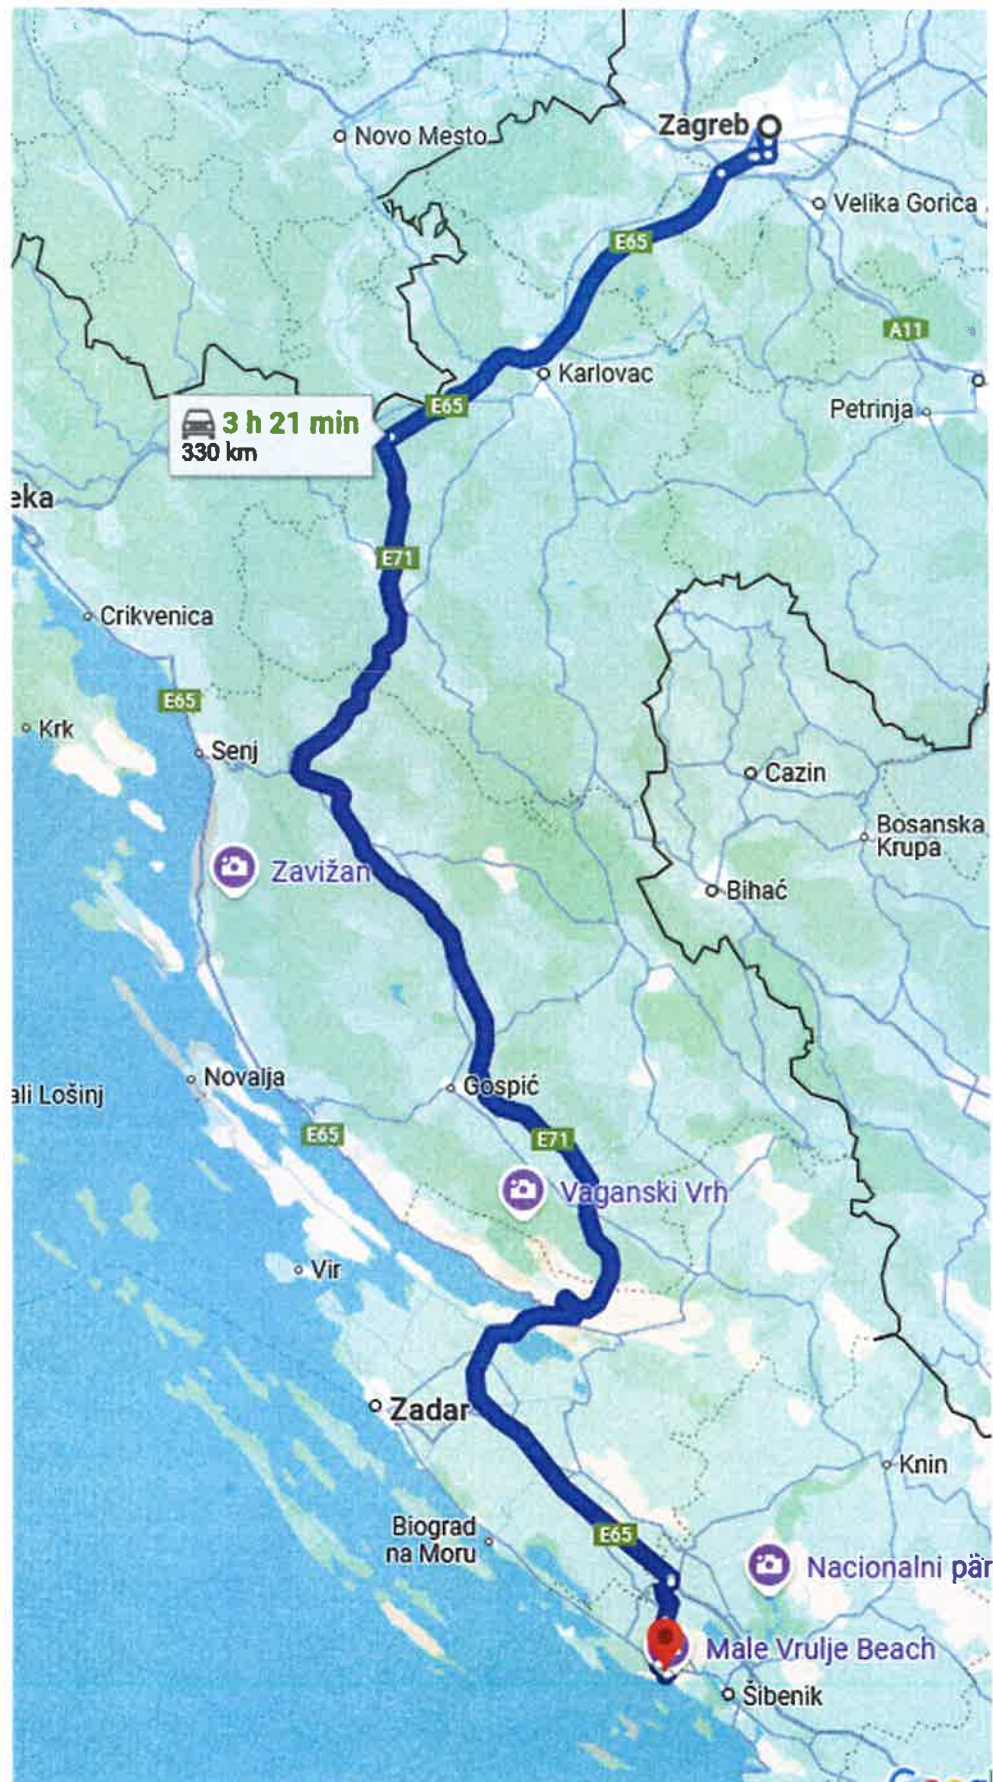 Zagreb
Novo Mesto
Velika Gorica
E65
A11
Karlovac
E65
Petrinja
3 h 21 min
330 km
eka
E71
Crikvenica
E65
Krk
Senj
Cazin
Bosanska
Krupa
Zavižan
Bihać
Novalja
Gospić
ali Lošinj
E65
E71
Vaganski Vrh
Vir
Zadar
Knin
Biograd
na Moru
E65
Nacionalni par
Male Vrulje Beach
Šibenik